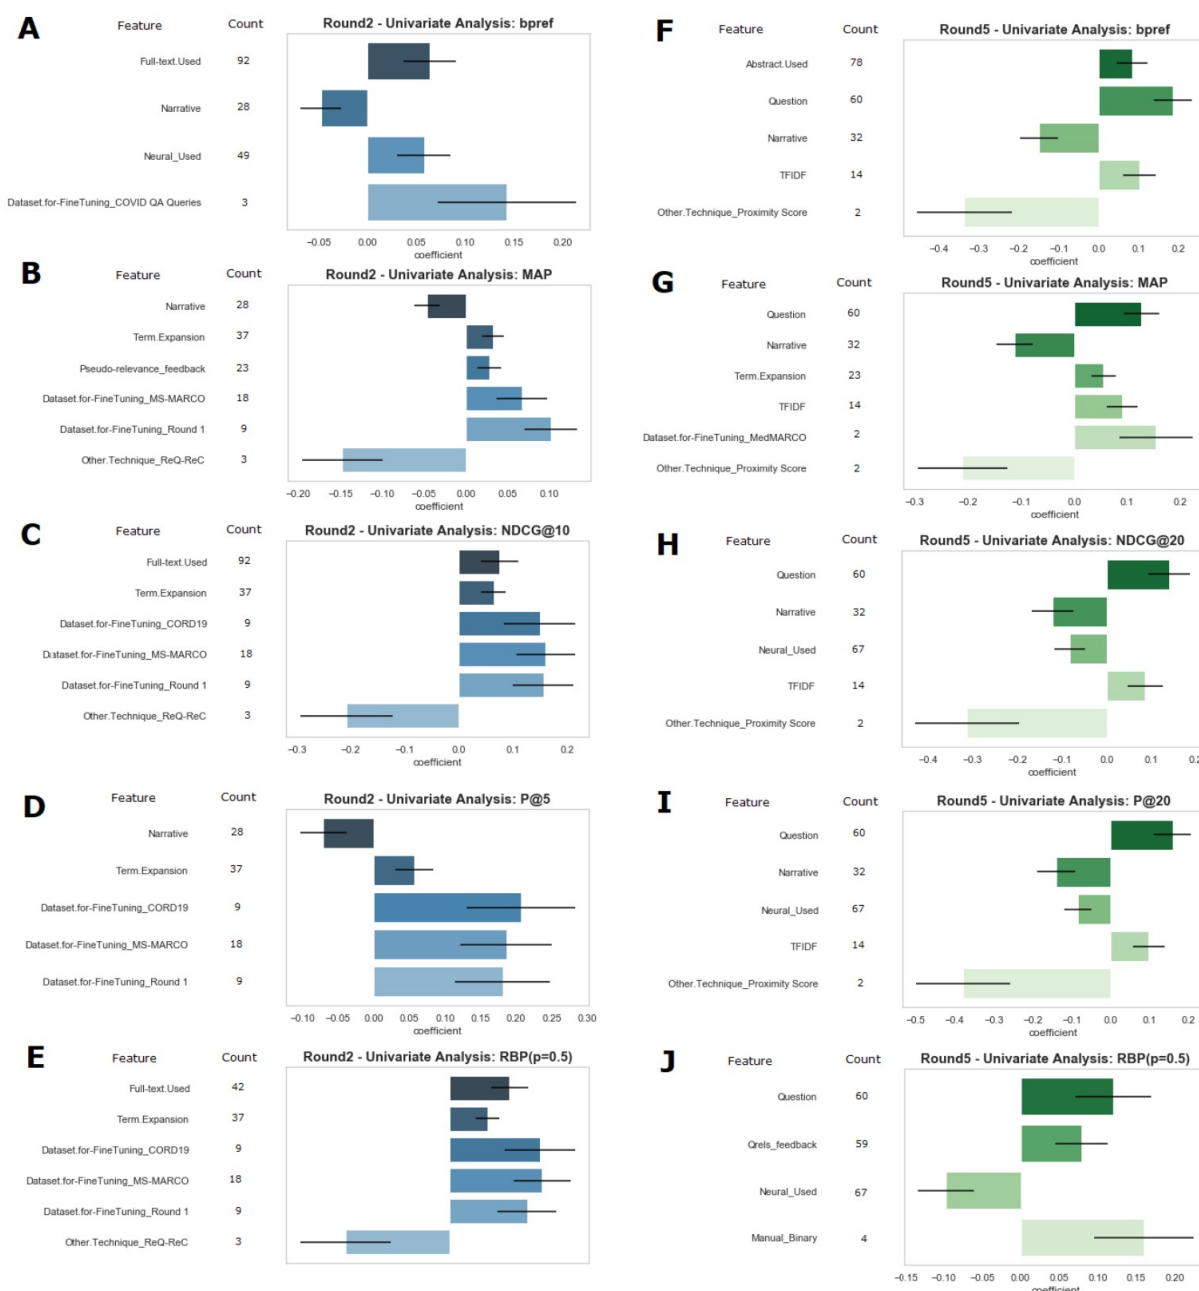 A
Feature Count Round2 - Univariate Analysis: bpref
Full-text.Used 92
Narrative 28
Neural_Used 49
Dataset.for-FineTuning_COVID QA Queries 3
−0.05 0.00 0.05 0.10 0.15 0.20
coefficient
B
Feature Count Round2 - Univariate Analysis: MAP
Narrative 28
Term.Expansion 37
Pseudo-relevance_feedback 23
Dataset.for-FineTuning_MS-MARCO 18
Dataset.for-FineTuning_Round 1 9
Other.Technique_ReQ-ReC 3
−0.20 −0.15 −0.10 −0.05 0.00 0.05 0.10
coefficient
C
Feature Count Round2 - Univariate Analysis: NDCG@10
Full-text.Used 92
Term.Expansion 37
Dataset.for-FineTuning_CORD19 9
Dataset.for-FineTuning_MS-MARCO 18
Dataset.for-FineTuning_Round 1 9
Other.Technique_ReQ-ReC 3
−0.3 −0.2 −0.1 0.0 0.1 0.2
coefficient
D
Feature Count Round2 - Univariate Analysis: P@5
Narrative 28
Term.Expansion 37
Dataset.for-FineTuning_CORD19 9
Dataset.for-FineTuning_MS-MARCO 18
Dataset.for-FineTuning_Round 1 9
−0.10 −0.05 0.00 0.05 0.10 0.15 0.20 0.25 0.30
coefficient
E
Feature Count Round2 - Univariate Analysis: RBP(p=0.5)
Full-text.Used 42
Term.Expansion 37
Dataset.for-FineTuning_CORD19 9
Dataset.for-FineTuning_MS-MARCO 18
Dataset.for-FineTuning_Round 1 9
Other.Technique_ReQ-ReC 3
F
Feature Count Round5 - Univariate Analysis: bpref
Abstract.Used 78
Question 60
Narrative 32
TFIDF 14
Other.Technique_Proximity Score 2
−0.4 −0.3 −0.2 −0.1 0.0 0.1 0.2
coefficient
G
Feature Count Round5 - Univariate Analysis: MAP
Question 60
Narrative 32
Term.Expansion 23
TFIDF 14
Dataset.for-FineTuning_MedMARCO 2
Other.Technique_Proximity Score 2
−0.3 −0.2 −0.1 0.0 0.1 0.2
coefficient
H
Feature Count Round5 - Univariate Analysis: NDCG@20
Question 60
Narrative 32
Neural_Used 67
TFIDF 14
Other.Technique_Proximity Score 2
−0.4 −0.3 −0.2 −0.1 0.0 0.1 0.2
coefficient
I
Feature Count Round5 - Univariate Analysis: P@20
Question 60
Narrative 32
Neural_Used 67
TFIDF 14
Other.Technique_Proximity Score 2
−0.5 −0.4 −0.3 −0.2 −0.1 0.0 0.1 0.2
coefficient
J
Feature Count Round5 - Univariate Analysis: RBP(p=0.5)
Question 60
Qrels_feedback 59
Neural_Used 67
Manual_Binary 4
−0.15 −0.10 −0.05 0.00 0.05 0.10 0.15 0.20
coefficient